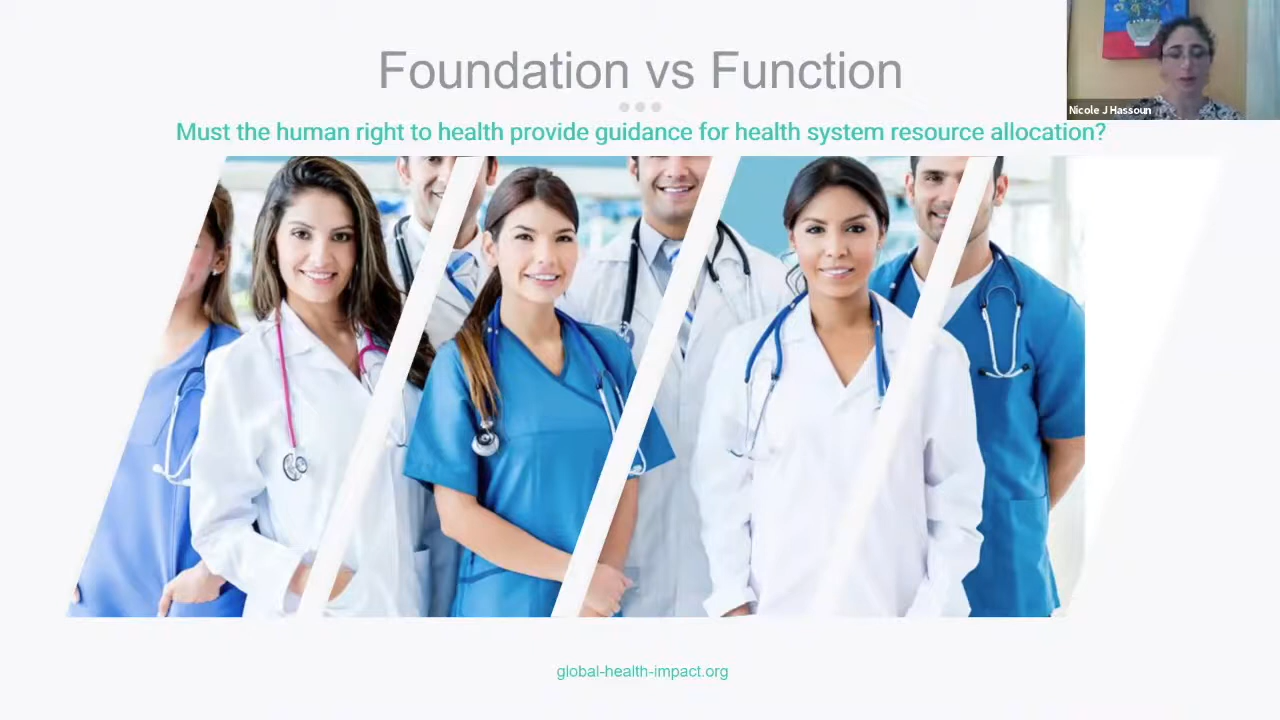 Foundation vs Function
Nicole J Hassoun
Must the human right to health provide guidance for health system resource allocation?
global-health-impact.org